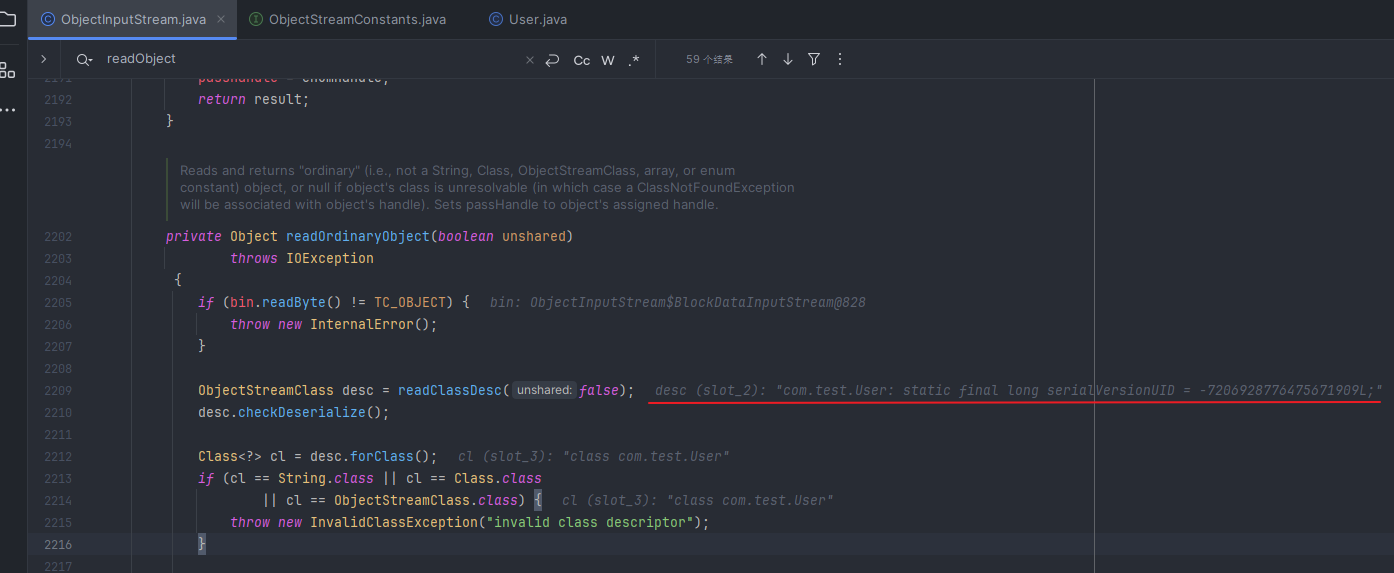 ObjectInputStream.java × ObjectStreamConstants.java User.java
readObject × Cc W .* 59 个结果
2191 passHandle = enumHandle;
2192 return result;
2193 }
2194
Reads and returns "ordinary" (i.e., not a String, Class, ObjectStreamClass, array, or enum
constant) object, or null if object's class is unresolvable (in which case a ClassNotFoundException
will be associated with object's handle). Sets passHandle to object's assigned handle.
2202 private Object readOrdinaryObject(boolean unshared)
2203 throws IOException
2204 {
2205 if (bin.readByte() != TC_OBJECT) { bin: ObjectInputStream$BlockDataInputStream@828
2206 throw new InternalError();
2207 }
2208
2209 ObjectStreamClass desc = readClassDesc( unshared: false); desc (slot_2): "com.test.User: static final long serialVersionUID = -7206928776475671909L;"
2210 desc.checkDeserialize();
2211
2212 Class<?> cl = desc.forClass(); cl (slot_3): "class com.test.User"
2213 if (cl == String.class || cl == Class.class
2214 || cl == ObjectStreamClass.class) { cl (slot_3): "class com.test.User"
2215 throw new InvalidClassException("invalid class descriptor");
2216 }
2217